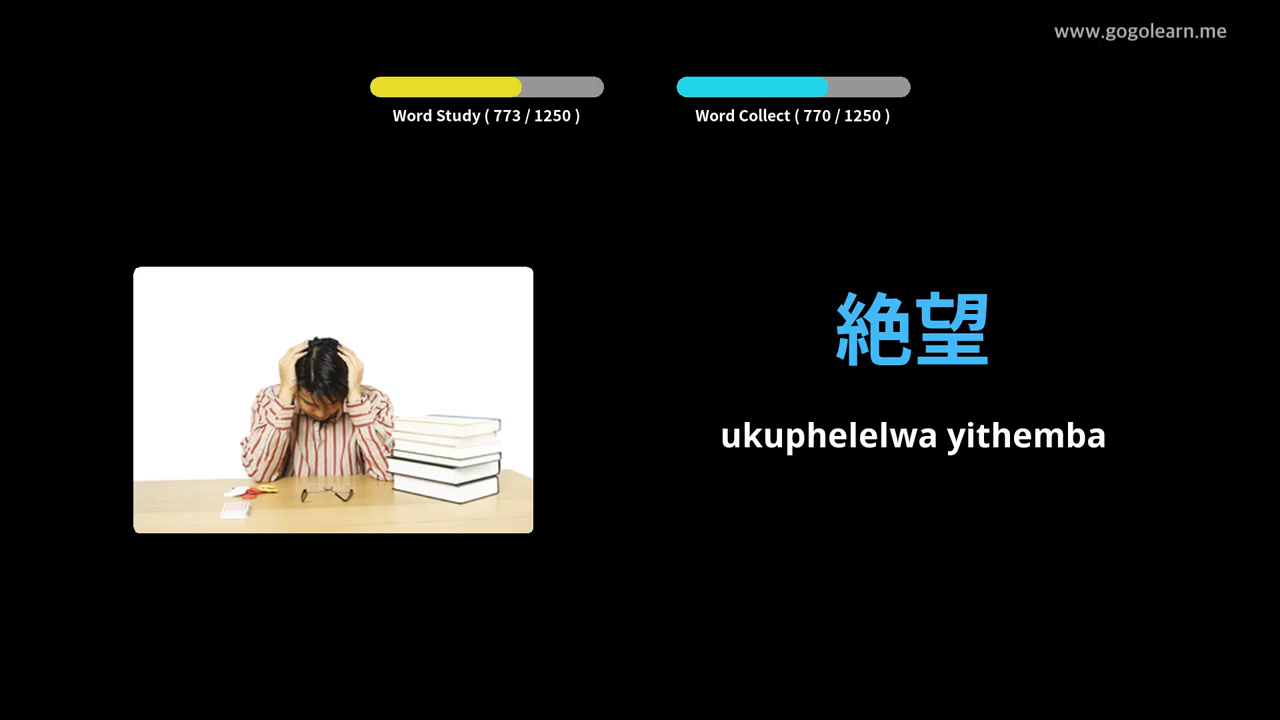 www.gogolearn.me
Word Study ( 773 / 1250 )
Word Collect ( 770 / 1250 )
絶望
ukuphelelwa yithemba